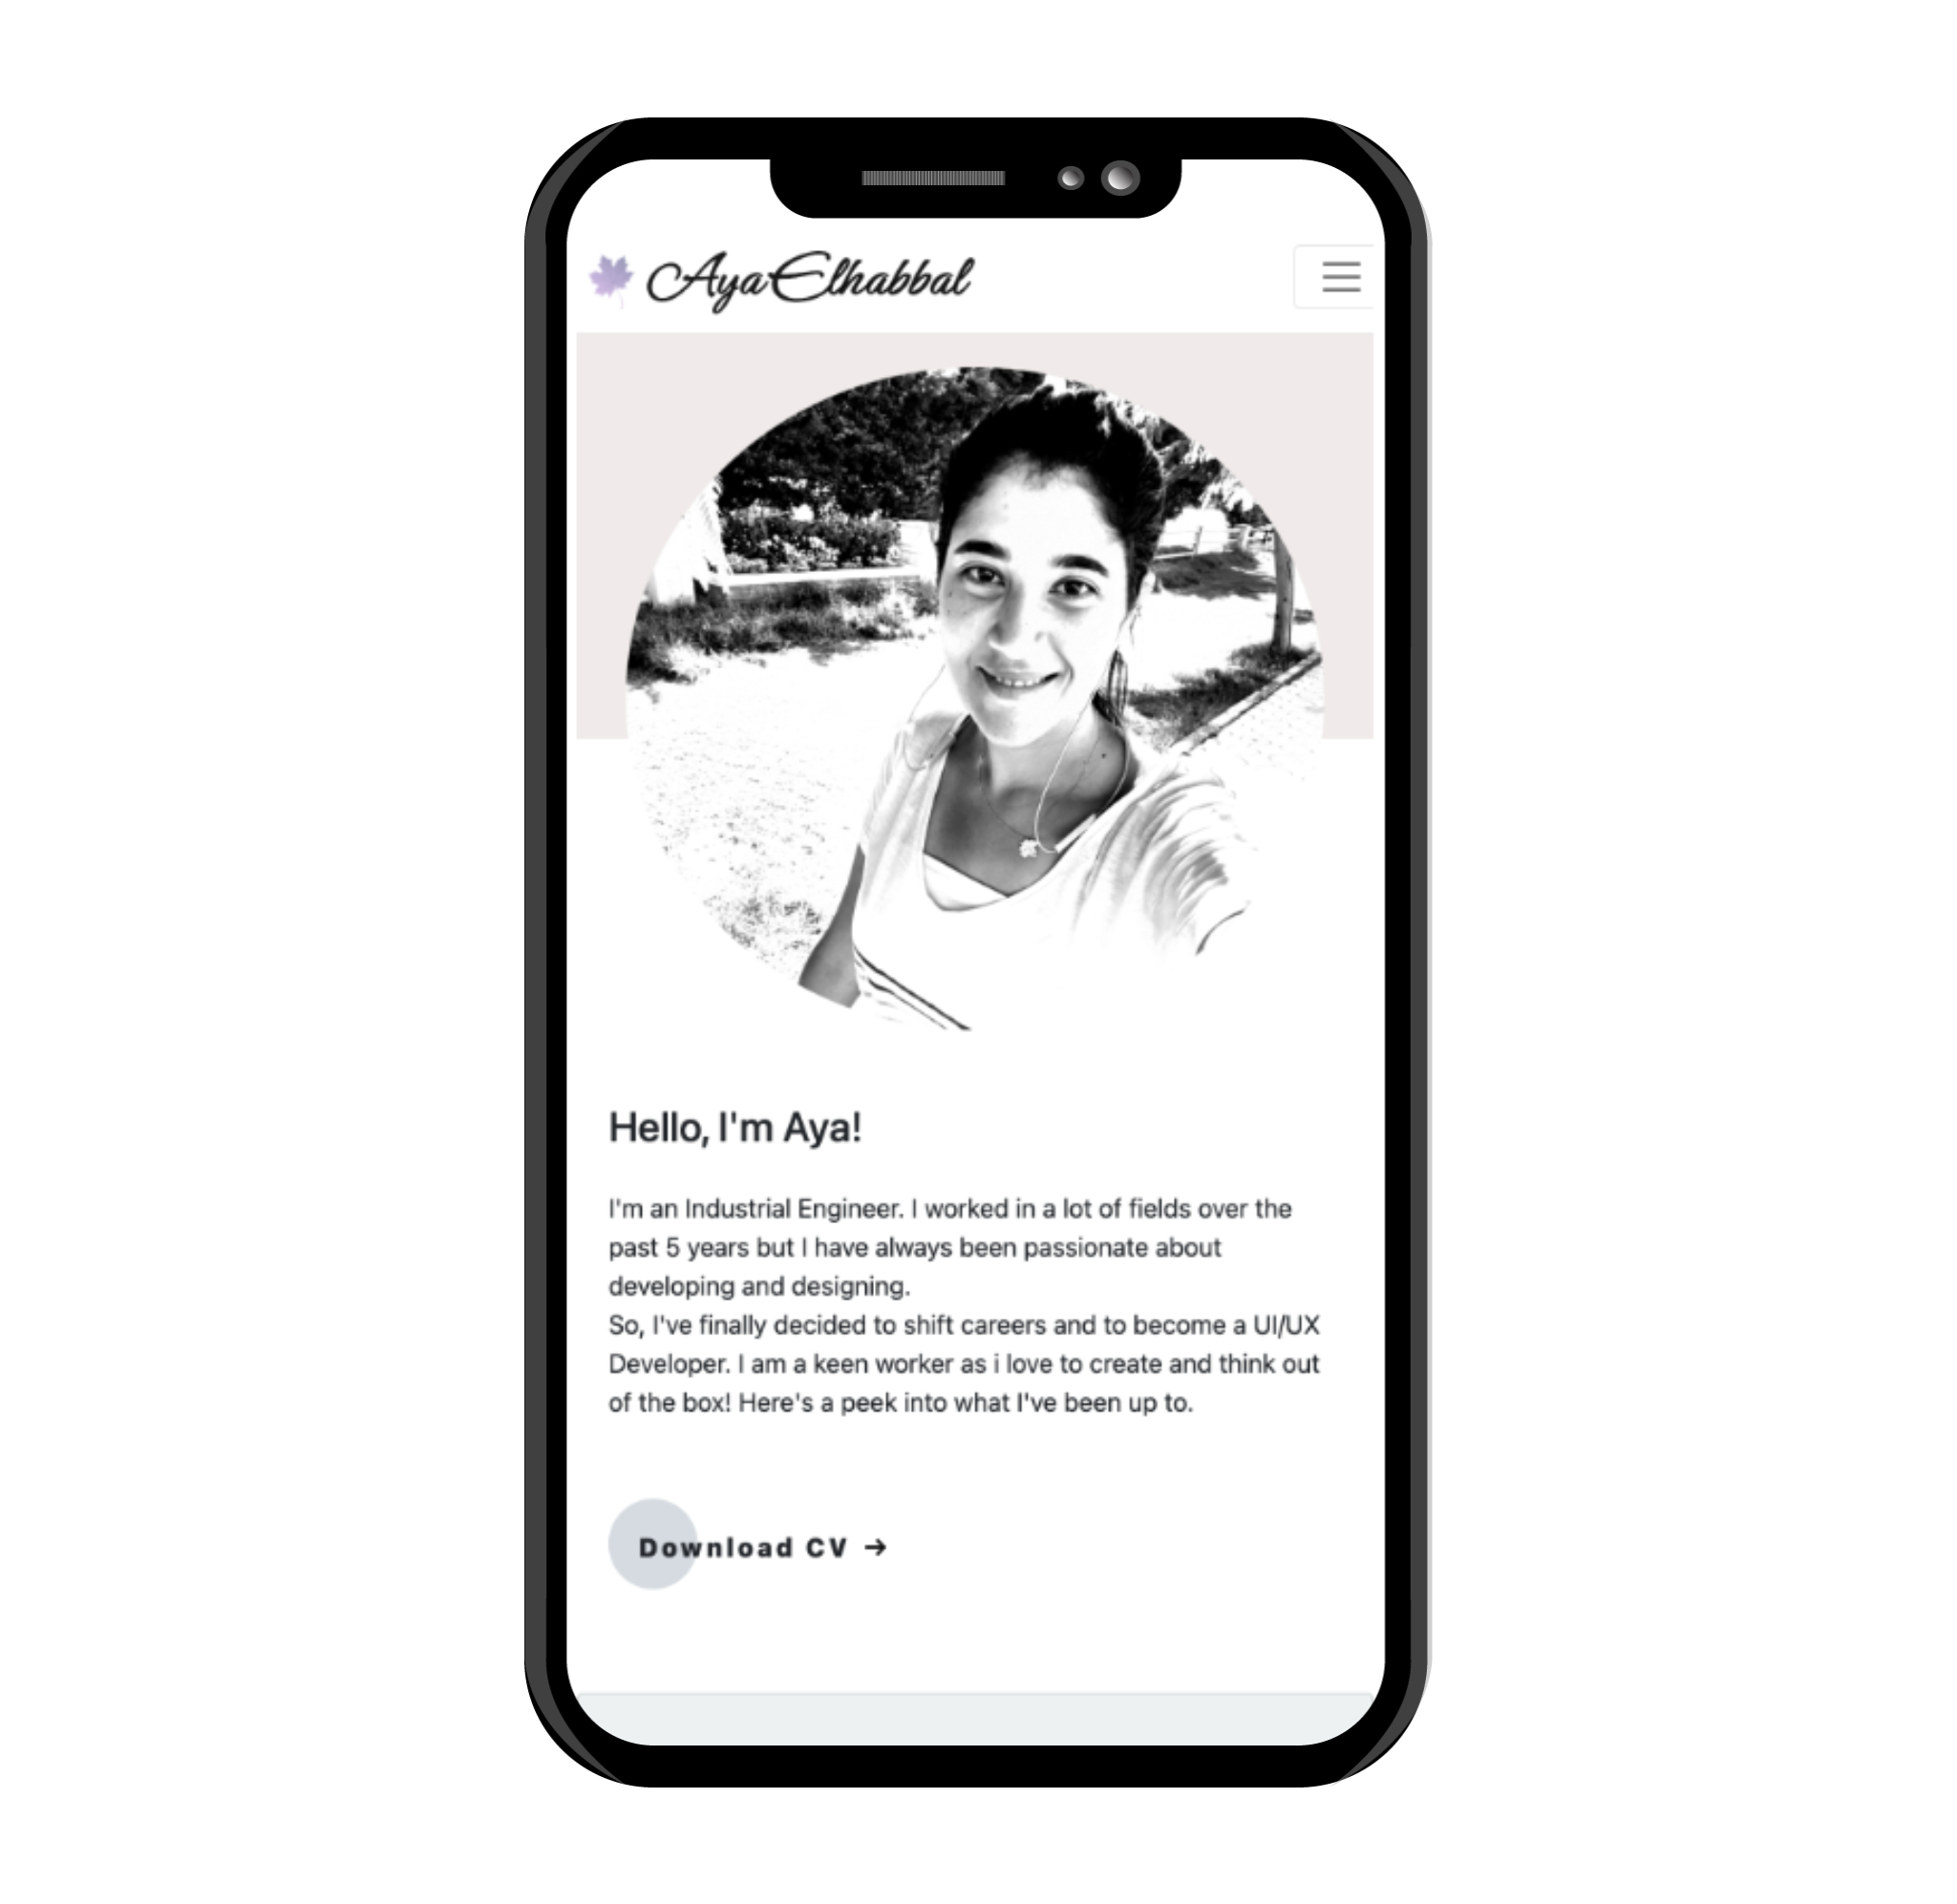 Aya Elhabbal
Hello, I'm Aya!
I'm an Industrial Engineer. I worked in a lot of fields over the
past 5 years but I have always been passionate about
developing and designing.
So, I've finally decided to shift careers and to become a UI/UX
Developer. I am a keen worker as i love to create and think out
of the box! Here's a peek into what I've been up to.
Download CV →